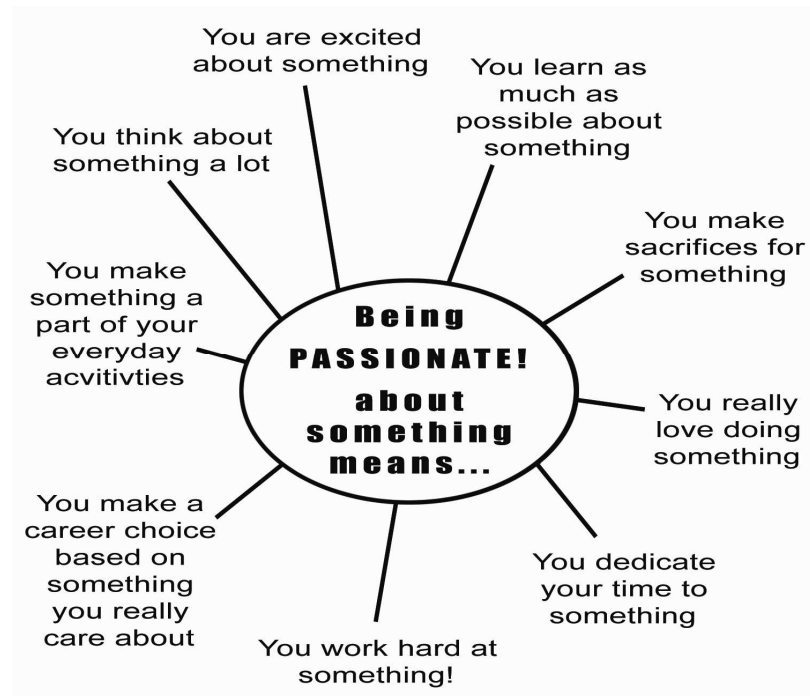 You are excited
about something
You learn as
much as
possible about
something
You make
sacrifices for
something
You really
love doing
something
You dedicate
your time to
something
You work hard at
something!
You make a
career choice
based on
something
you really
care about
You make
something a
part of your
everyday
acvitivties
You think about
something a lot
Being
PASSIONATE!
about
something
means...